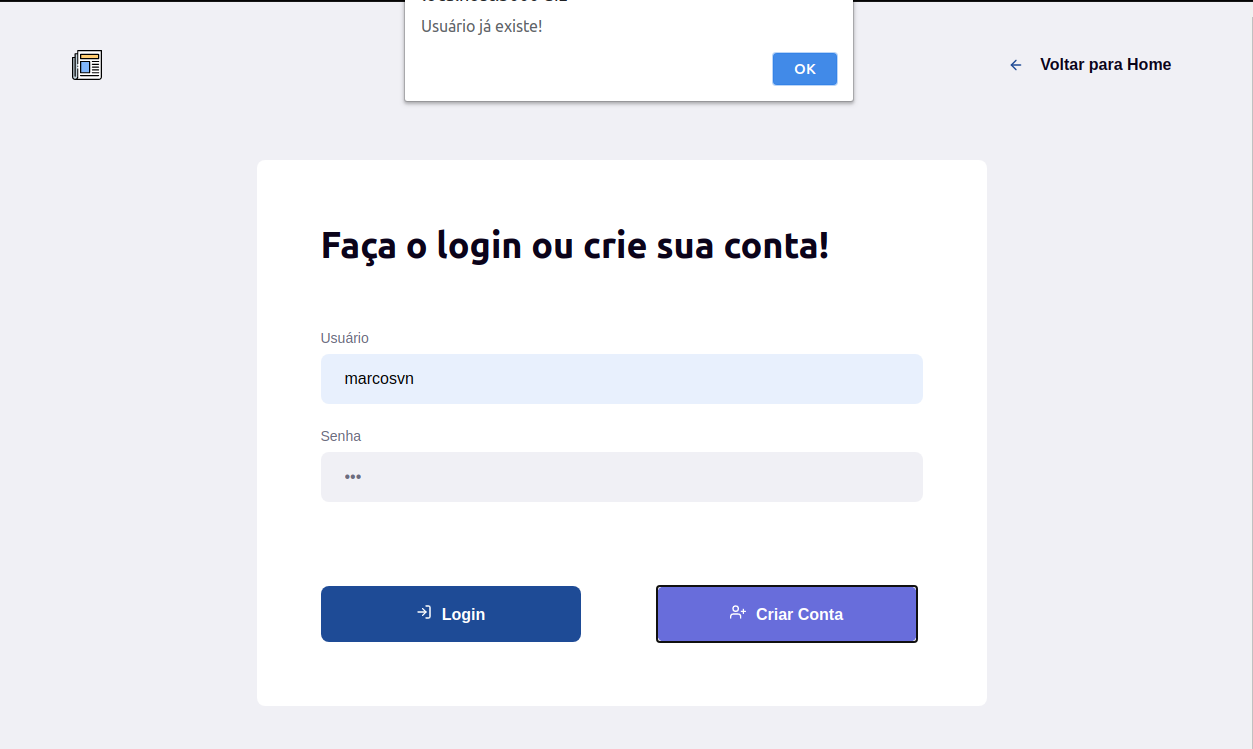 Usuário já existe!
OK
Voltar para Home
Faça o login ou crie sua conta!
Usuário
marcosvn
Senha
•••
Login
Criar Conta